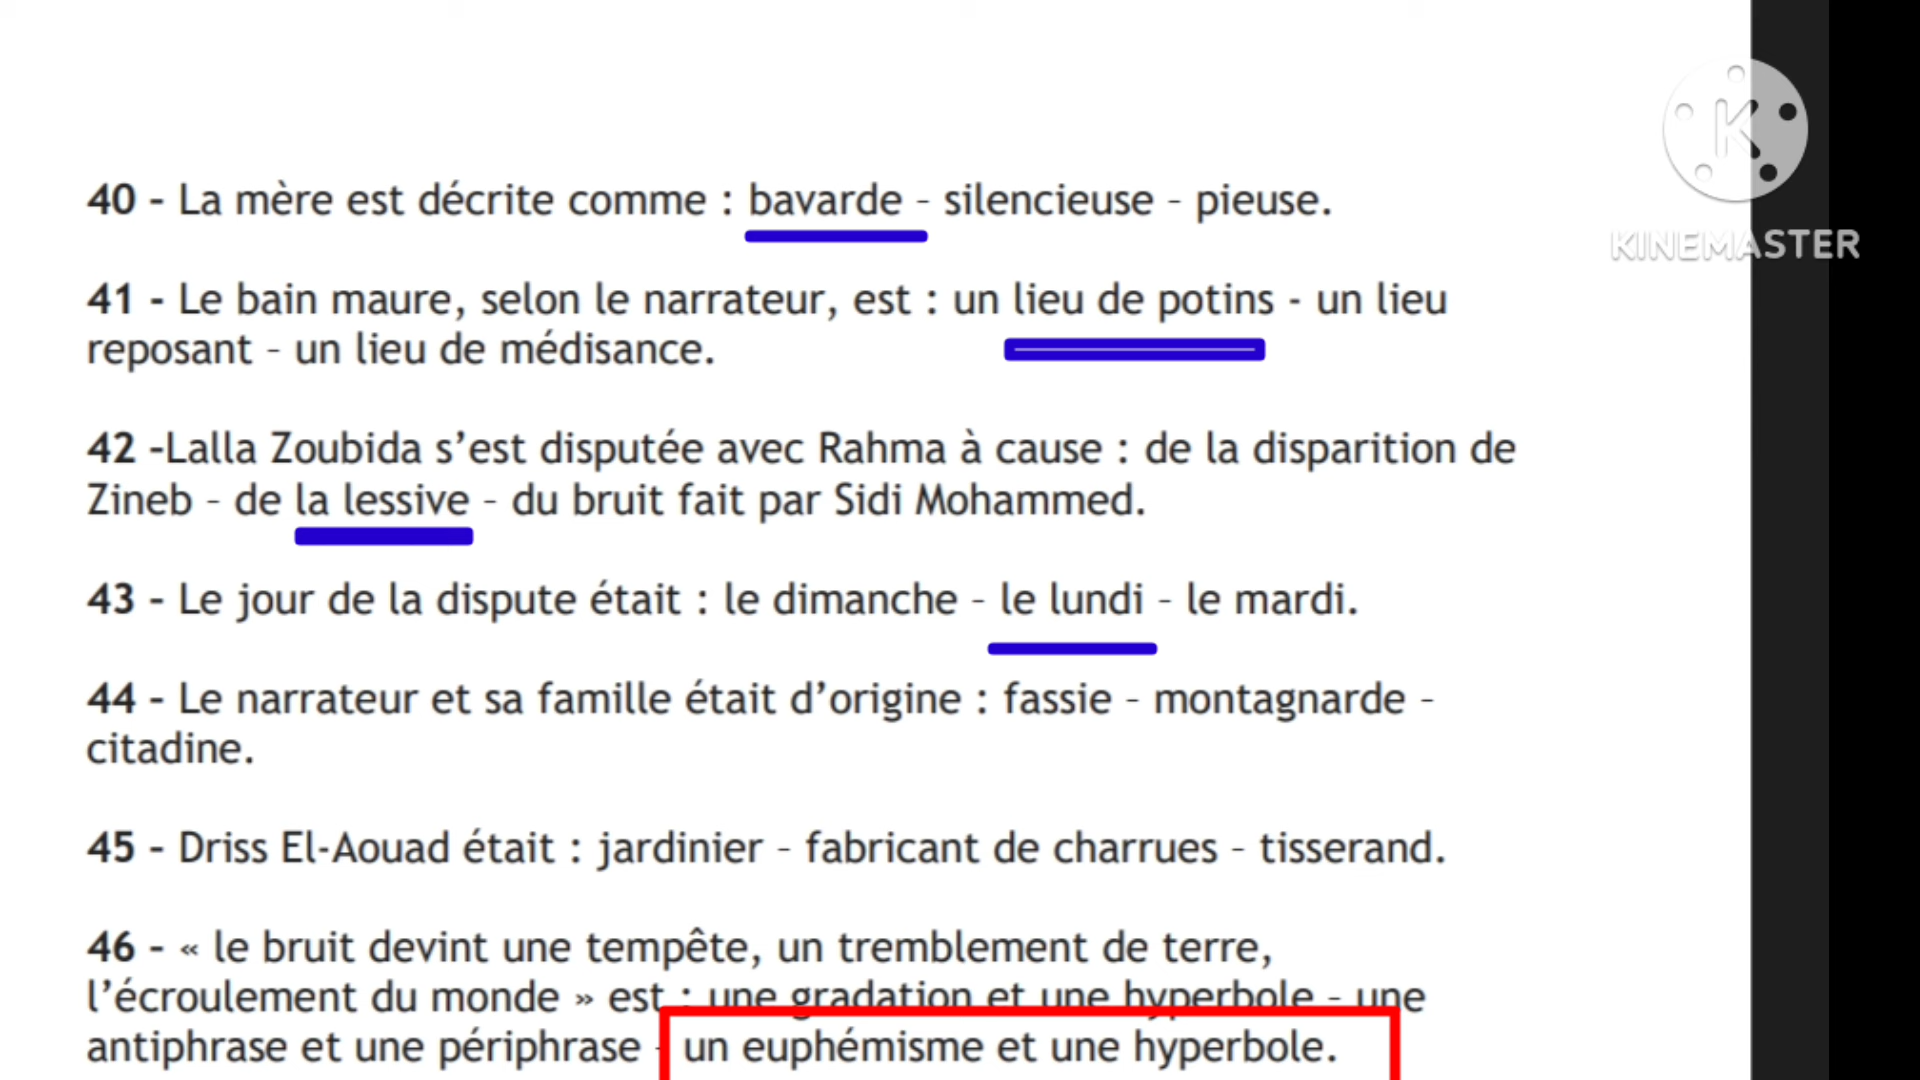 40 – La mère est décrite comme : bavarde – silencieuse – pieuse.
KINEMASTER
41 - Le bain maure, selon le narrateur, est : un lieu de potins - un lieu
reposant – un lieu de médisance.
42 –Lalla Zoubida s’est disputée avec Rahma à cause : de la disparition de
Zineb – de la lessive – du bruit fait par Sidi Mohammed.
43 – Le jour de la dispute était : le dimanche – le lundi – le mardi.
44 – Le narrateur et sa famille était d’origine : fassie – montagnarde –
citadine.
45 – Driss El-Aouad était : jardinier – fabricant de charrues – tisserand.
46 – « le bruit devint une tempête, un tremblement de terre,
l’écroulement du monde » est : une gradation et une hyperbole – une
antiphrase et une périphrase – un euphémisme et une hyperbole.